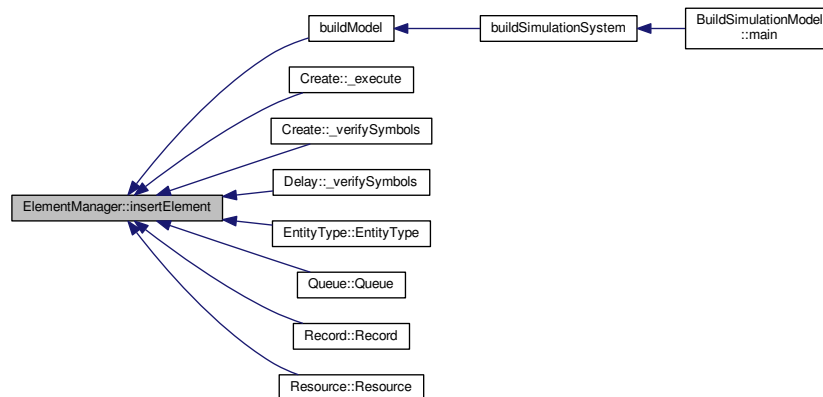 buildModel
buildSimulationSystem
BuildSimulationModel
::main
Create::_execute
Create::_verifySymbols
Delay::_verifySymbols
ElementManager::insertElement
EntityType::EntityType
Queue::Queue
Record::Record
Resource::Resource